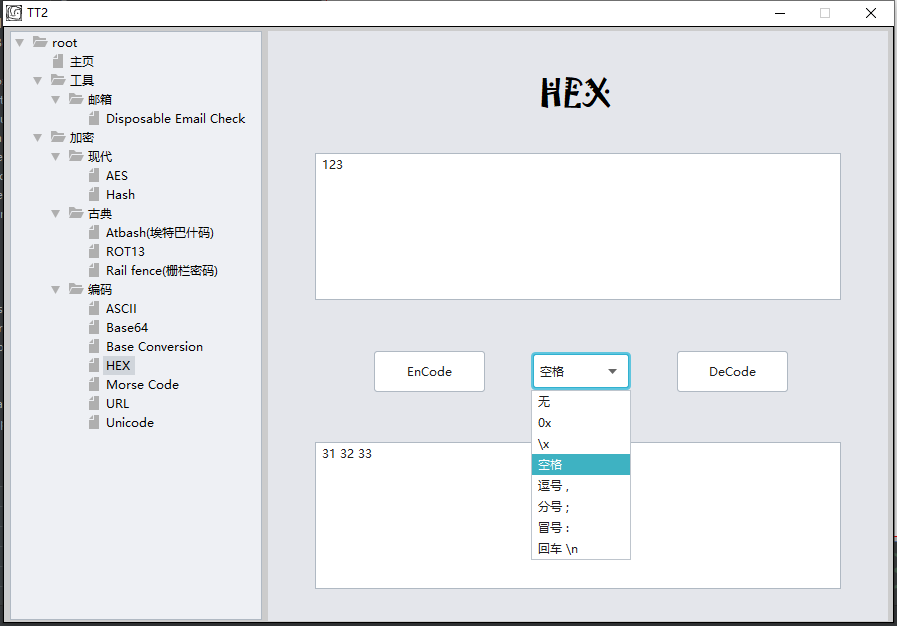 TT2
root
主页
工具
邮箱
Disposable Email Check
加密
现代
AES
Hash
古典
Atbash(埃特巴什码)
ROT13
Rail fence(栅栏密码)
编码
ASCII
Base64
Base Conversion
HEX
Morse Code
URL
Unicode
HEX
123
EnCode
空格
DeCode
无
0x
\x
空格
逗号 ,
分号 ;
冒号 :
回车 \n
31 32 33